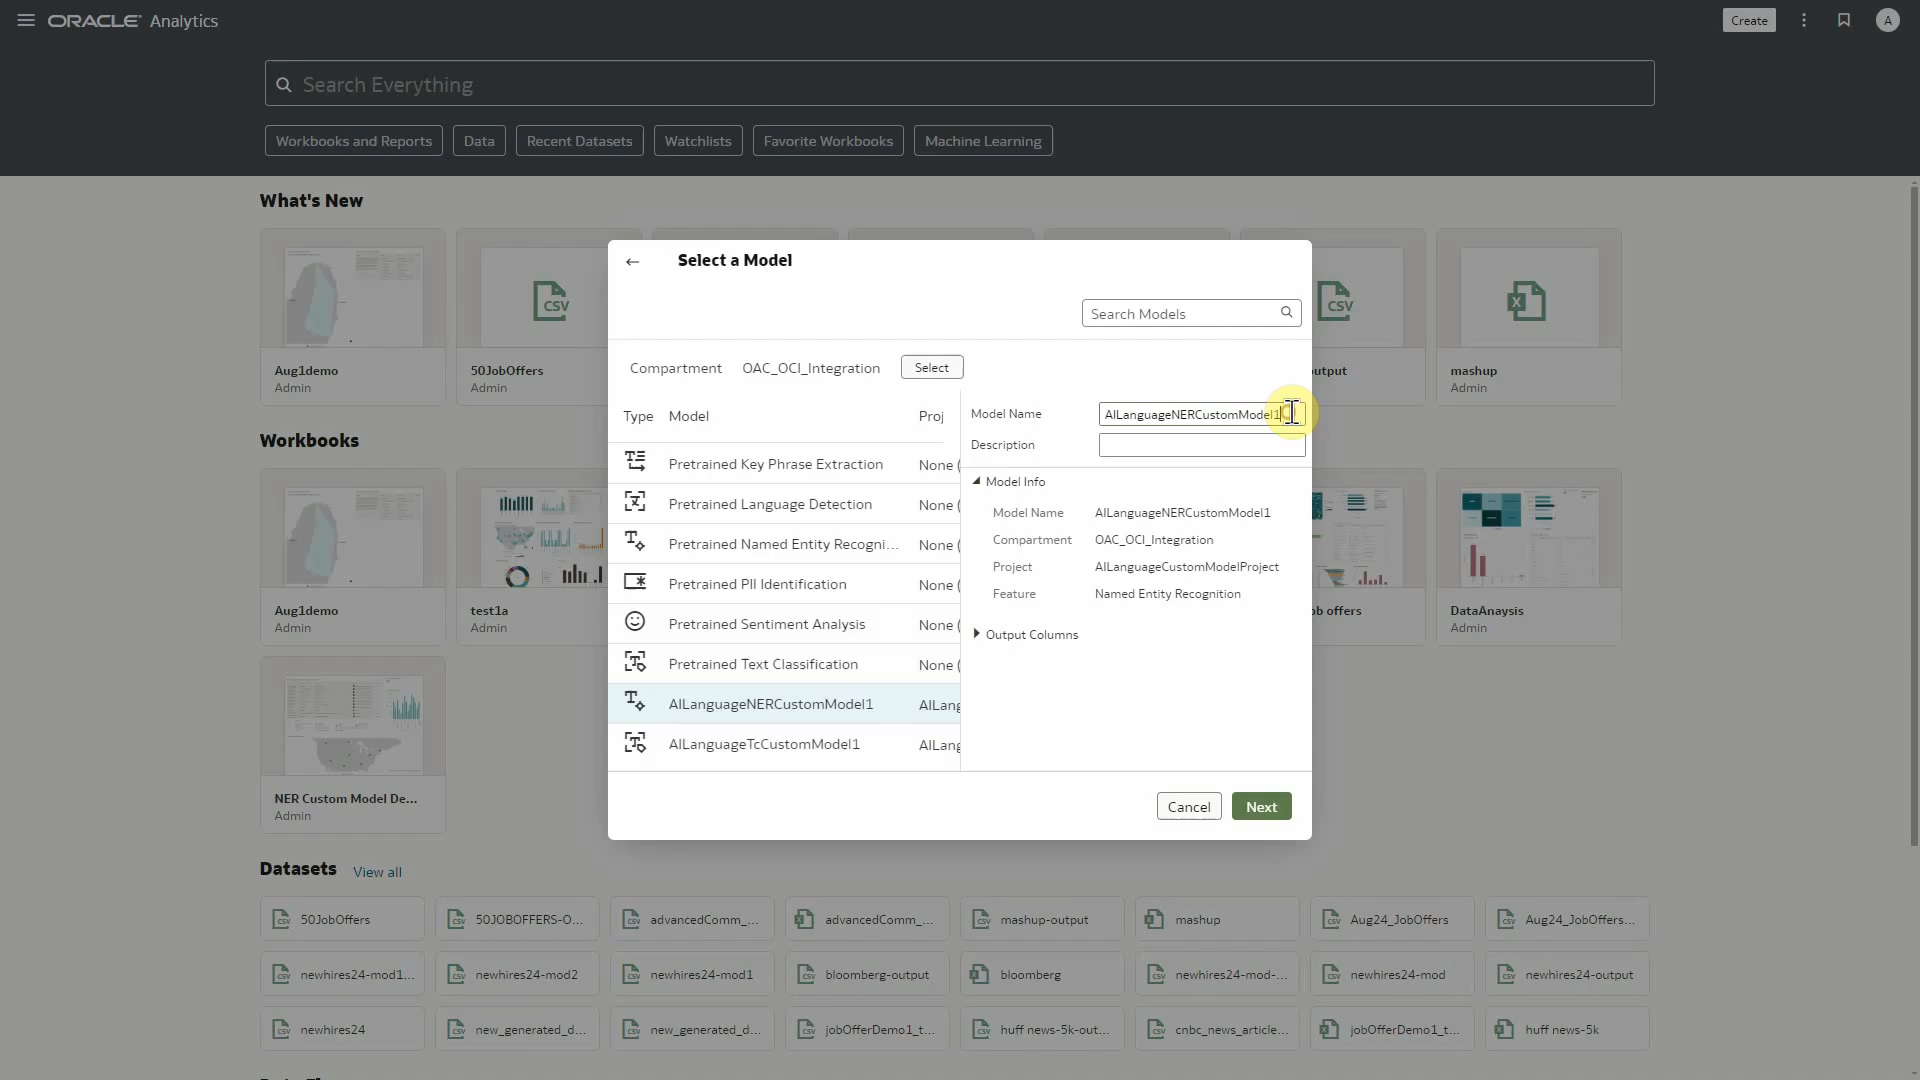 ORACLE Analytics
Create
A
Search Everything
Workbooks and Reports
Data
Recent Datasets
Watchlists
Favorite Workbooks
Machine Learning
What's New
Aug1demo
Admin
50JobOffers
Admin
CSV
CSV
X
utput
mashup
Admin
Select a Model
Search Models
Compartment OAC_OCI_Integration Select
Type Model Proj
Pretrained Key Phrase Extraction None (
Pretrained Language Detection None (
Pretrained Named Entity Recogni... None (
Pretrained PII Identification None (
Pretrained Sentiment Analysis None (
Pretrained Text Classification None (
AILanguageNERCustomModel1 AILang
AILanguageTcCustomModel1 AILang
Model Name AILanguageNERCustomModel1
Description
Model Info
Model Name AILanguageNERCustomModel1
Compartment OAC_OCI_Integration
Project AILanguageCustomModelProject
Feature Named Entity Recognition
Output Columns
Cancel
Next
Workbooks
Aug1demo
Admin
test1a
Admin
ob offers
DataAnaysis
Admin
NER Custom Model De...
Admin
Datasets View all
50JobOffers
50JOBOFFERS-O...
advancedComm_...
advancedComm_...
mashup-output
mashup
Aug24_JobOffers
Aug24_JobOffers...
newhires24-mod1...
newhires24-mod2
newhires24-mod1
bloomberg-output
bloomberg
newhires24-mod-...
newhires24-mod
newhires24-output
newhires24
new_generated_d...
new_generated_d...
jobOfferDemo1_t...
huff news-5k-out...
cnbc_news_article...
jobOfferDemo1_t...
huff news-5k